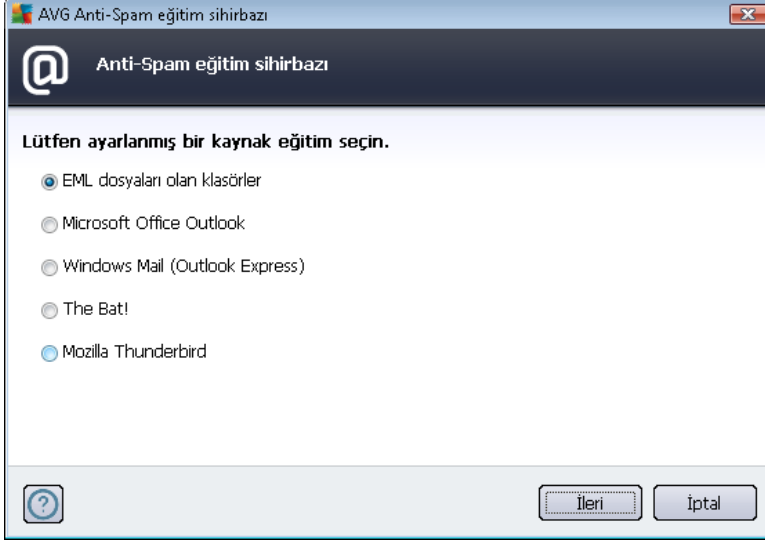 AVG Anti-Spam eğitim sihirbazı
Anti-Spam eğitim sihirbazı
Lütfen ayarlanmış bir kaynak eğitim seçin.
EML dosyaları olan klasörler
Microsoft Office Outlook
Windows Mail (Outlook Express)
The Bat!
Mozilla Thunderbird
İleri
İptal